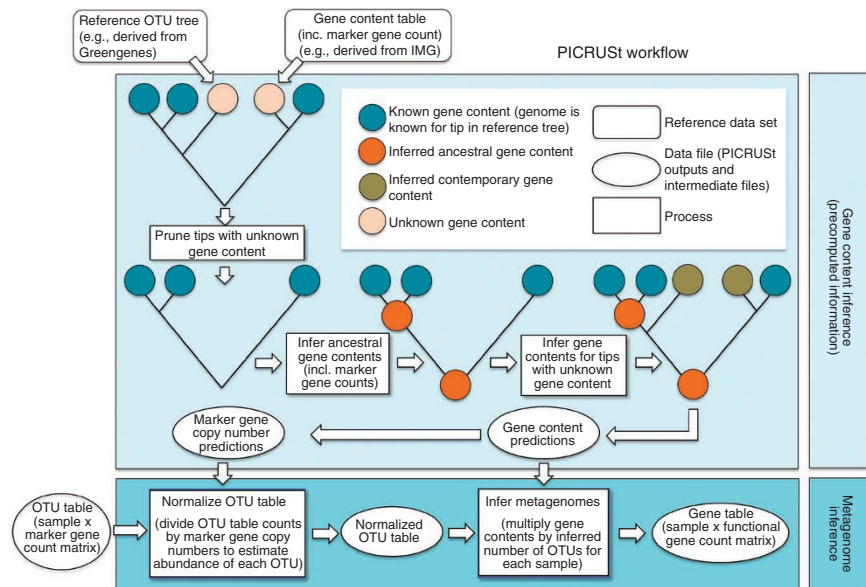 Reference OTU tree
(e.g., derived from
Greengenes)
Gene content table
(inc. marker gene count)
(e.g., derived from IMG)
PICRUSt workflow
Known gene content (genome is
known for tip in reference tree)
Inferred ancestral gene content
Inferred contemporary gene
content
Unknown gene content
Reference data set
Data file (PICRUSt
outputs and
intermediate files)
Process
Gene content inference
(precomputed information)
Prune tips with unknown
gene content
Infer ancestral
gene contents
(incl. marker
gene counts)
Infer gene
contents for tips
with unknown
gene content
Marker gene
copy number
predictions
Gene content
predictions
OTU table
(sample x
marker gene
count matrix)
Normalize OTU table
(divide OTU table counts
by marker gene copy
numbers to estimate
abundance of each OTU)
Normalized
OTU table
Infer metagenomes
(multiply gene
contents by inferred
number of OTUs for
each sample)
Gene table
(sample x functional
gene count matrix)
Metagenome
inference